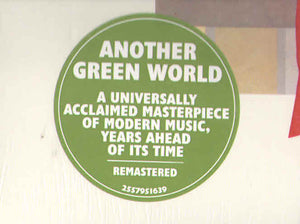 ANOTHER
GREEN WORLD
A UNIVERSALLY
ACCLAIMED MASTERPIECE
OF MODERN MUSIC,
YEARS AHEAD
OF ITS TIME
REMASTERED
2557951639